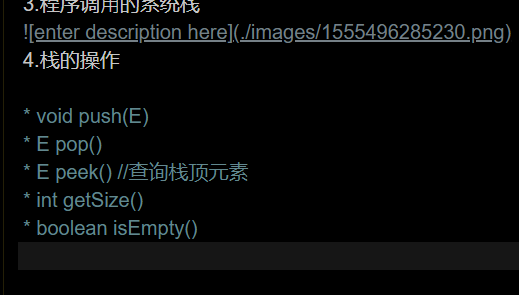 3.程序调用的系统栈
![enter description here](./images/1555496285230.png)
4.栈的操作
* void push(E)
* E pop()
* E peek() //查询栈顶元素
* int getSize()
* boolean isEmpty()